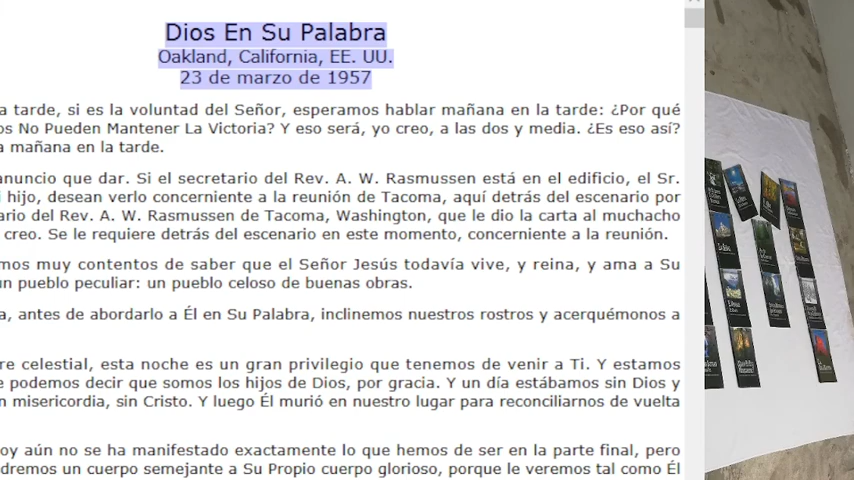 Dios En Su Palabra
Oakland, California, EE. UU.
23 de marzo de 1957
a tarde, si es la voluntad del Señor, esperamos hablar mañana en la tarde: ¿Por qué
os No Pueden Mantener La Victoria? Y eso será, yo creo, a las dos y media. ¿Es eso así?
a mañana en la tarde.
anuncio que dar. Si el secretario del Rev. A. W. Rasmussen está en el edificio, el Sr.
i hijo, desean verlo concerniente a la reunión de Tacoma, aquí detrás del escenario por
ario del Rev. A. W. Rasmussen de Tacoma, Washington, que le dio la carta al muchacho
creo. Se le requiere detrás del escenario en este momento, concerniente a la reunión.
mos muy contentos de saber que el Señor Jesús todavía vive, y reina, y ama a Su
un pueblo peculiar: un pueblo celoso de buenas obras.
a, antes de abordarlo a Él en Su Palabra, inclinemos nuestros rostros y acerquémonos a
re celestial, esta noche es un gran privilegio que tenemos de venir a Ti. Y estamos
e podemos decir que somos los hijos de Dios, por gracia. Y un día estábamos sin Dios y
n misericordia, sin Cristo. Y luego Él murió en nuestro lugar para reconciliarnos de vuelta
oy aún no se ha manifestado exactamente lo que hemos de ser en la parte final, pero
dremos un cuerpo semejante a Su Propio cuerpo glorioso, porque le veremos tal como Él